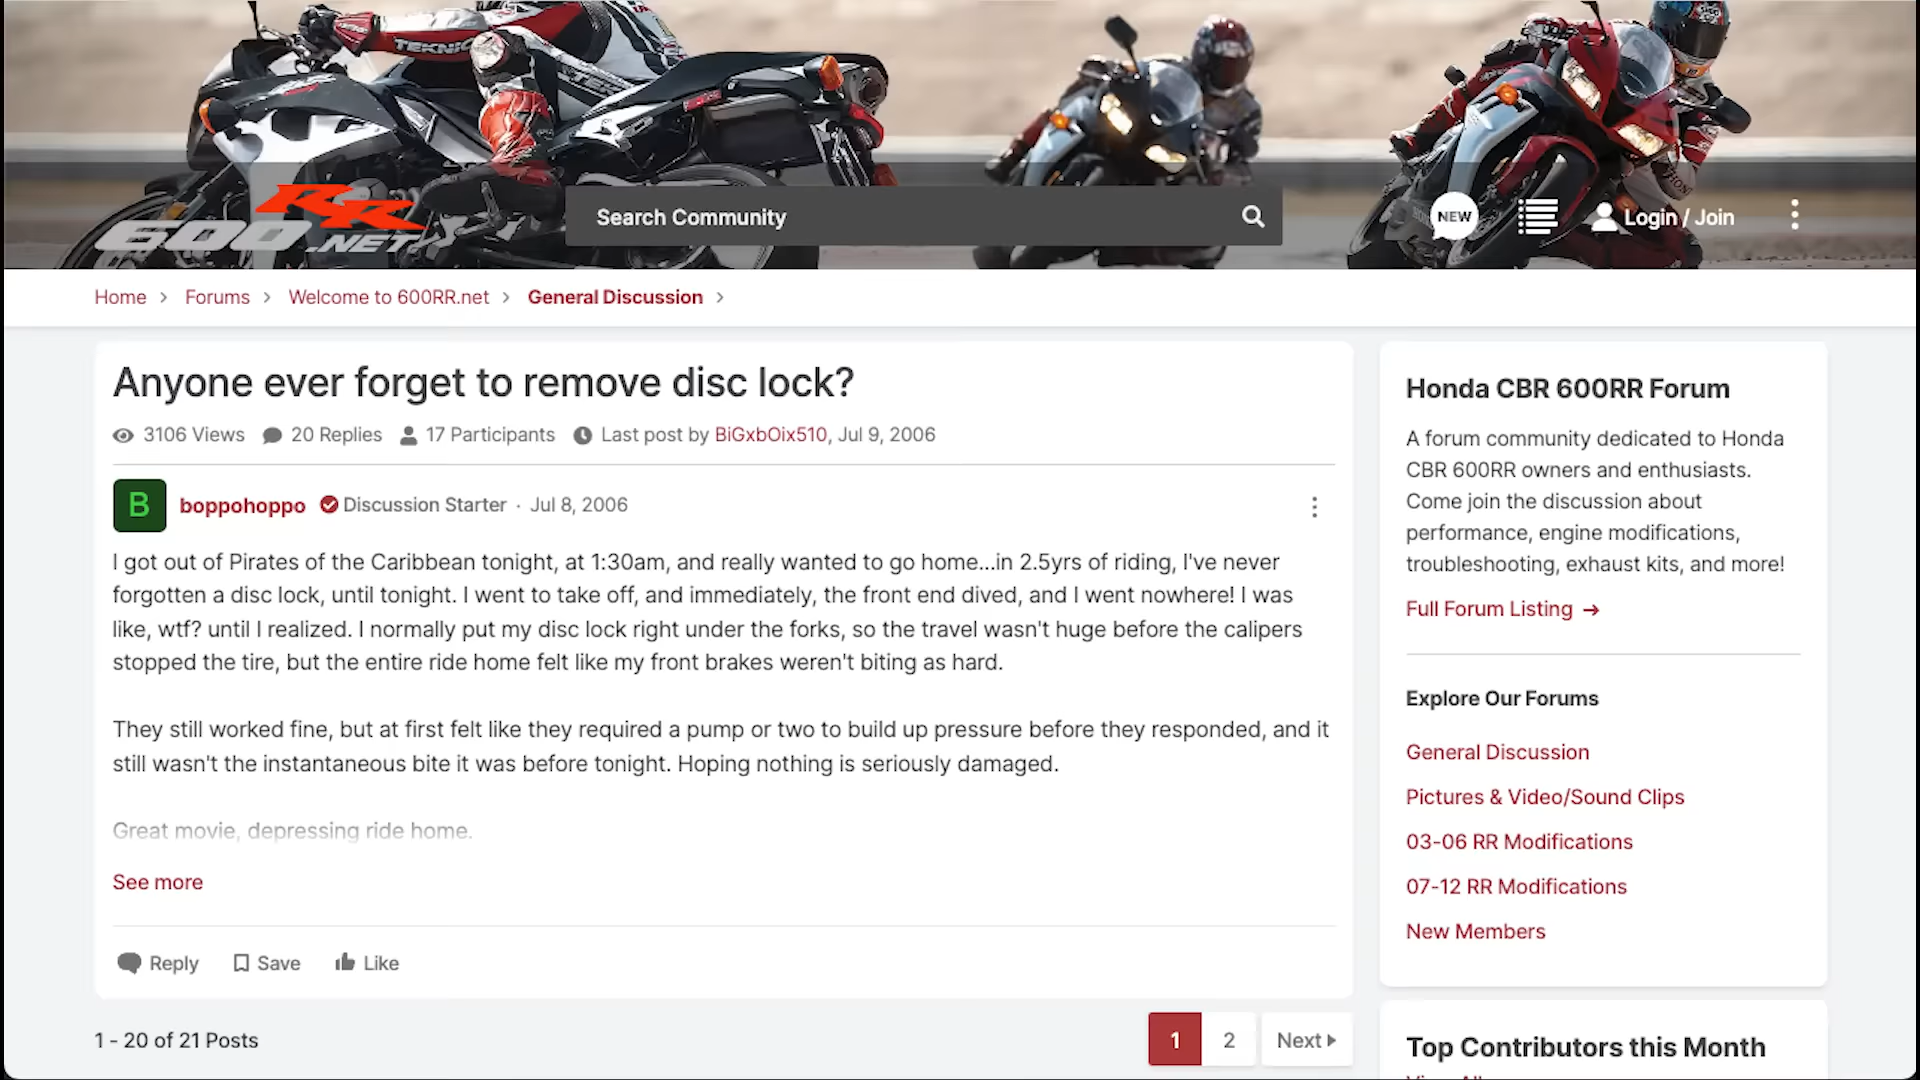 TEKNIC
RR
600.NET
Search Community
NEW
Login / Join
Home > Forums > Welcome to 600RR.net > General Discussion >
Anyone ever forget to remove disc lock?
3106 Views 20 Replies 17 Participants Last post by BiGxbOix510, Jul 9, 2006
B boppohoppo Discussion Starter · Jul 8, 2006
I got out of Pirates of the Caribbean tonight, at 1:30am, and really wanted to go home...in 2.5yrs of riding, I've never
forgotten a disc lock, until tonight. I went to take off, and immediately, the front end dived, and I went nowhere! I was
like, wtf? until I realized. I normally put my disc lock right under the forks, so the travel wasn't huge before the calipers
stopped the tire, but the entire ride home felt like my front brakes weren't biting as hard.
They still worked fine, but at first felt like they required a pump or two to build up pressure before they responded, and it
still wasn't the instantaneous bite it was before tonight. Hoping nothing is seriously damaged.
Great movie, depressing ride home.
See more
Reply Save Like
1 - 20 of 21 Posts
1 2 Next
Honda CBR 600RR Forum
A forum community dedicated to Honda
CBR 600RR owners and enthusiasts.
Come join the discussion about
performance, engine modifications,
troubleshooting, exhaust kits, and more!
Full Forum Listing →
Explore Our Forums
General Discussion
Pictures & Video/Sound Clips
03-06 RR Modifications
07-12 RR Modifications
New Members
Top Contributors this Month